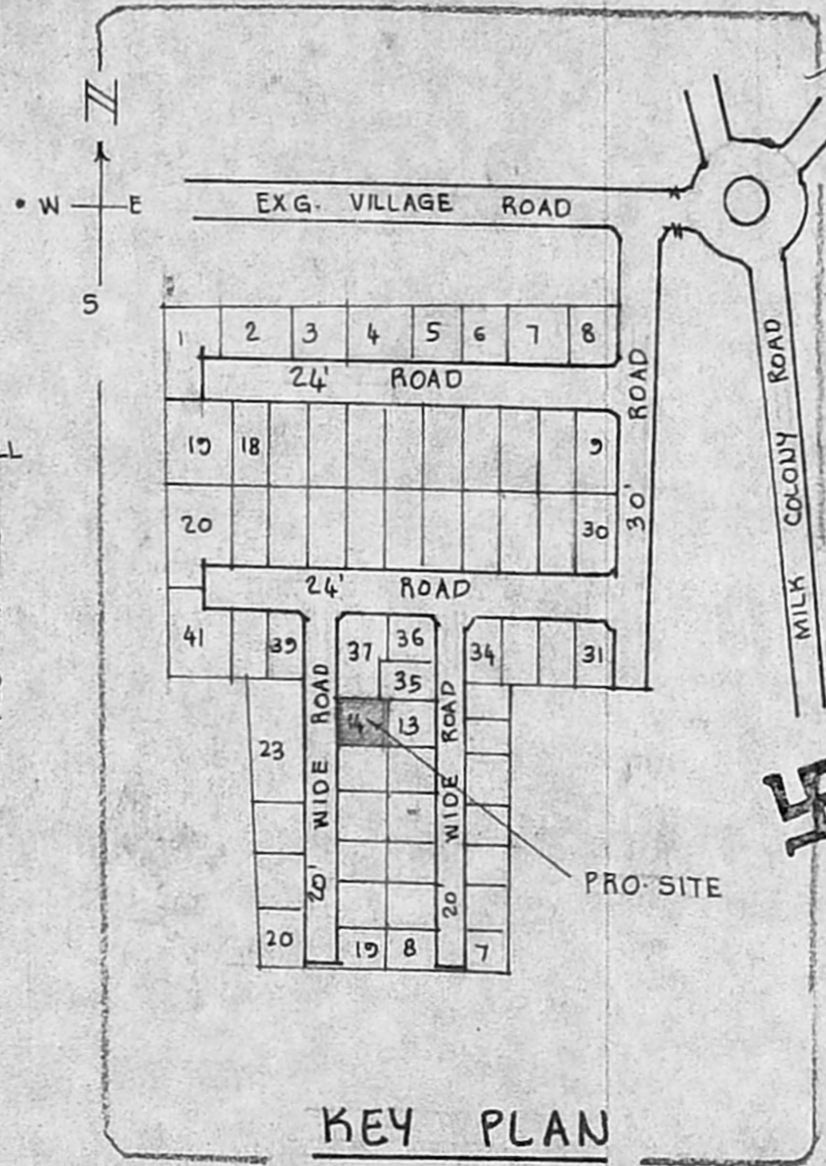 N
W E
S
EXG. VILLAGE ROAD
1 2 3 4 5 6 7 8
24' ROAD
30' ROAD
MILK COLONY ROAD
19 18 9
20 30
24' ROAD
41 39 37 36 34 31
35
14 13
23
20' WIDE ROAD
20 WIDE ROAD
PRO. SITE
20 19 8 7
KEY PLAN